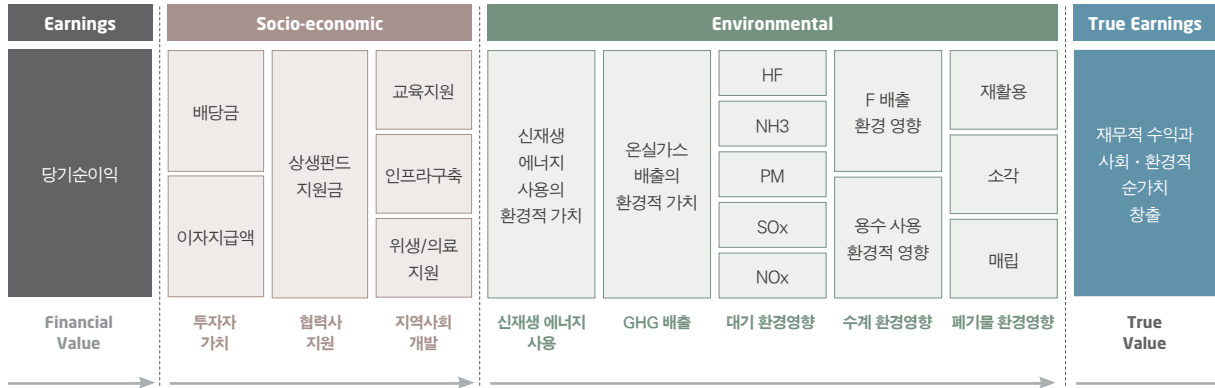 Earnings
Socio-economic
Environmental
True Earnings
당기순이익
배당금
이자지급액
상생펀드
지원금
교육지원
인프라구축
위생/의료
지원
신재생
에너지
사용의
환경적 가치
온실가스
배출의
환경적 가치
HF
NH3
PM
SOx
NOx
F 배출
환경 영향
용수 사용
환경적 영향
재활용
소각
매립
재무적 수익과
사회·환경적
순가치
창출
Financial
Value
투자자
가치
협력사
지원
지역사회
개발
신재생 에너지
사용
GHG 배출
대기 환경영향
수계 환경영향
폐기물 환경영향
True
Value